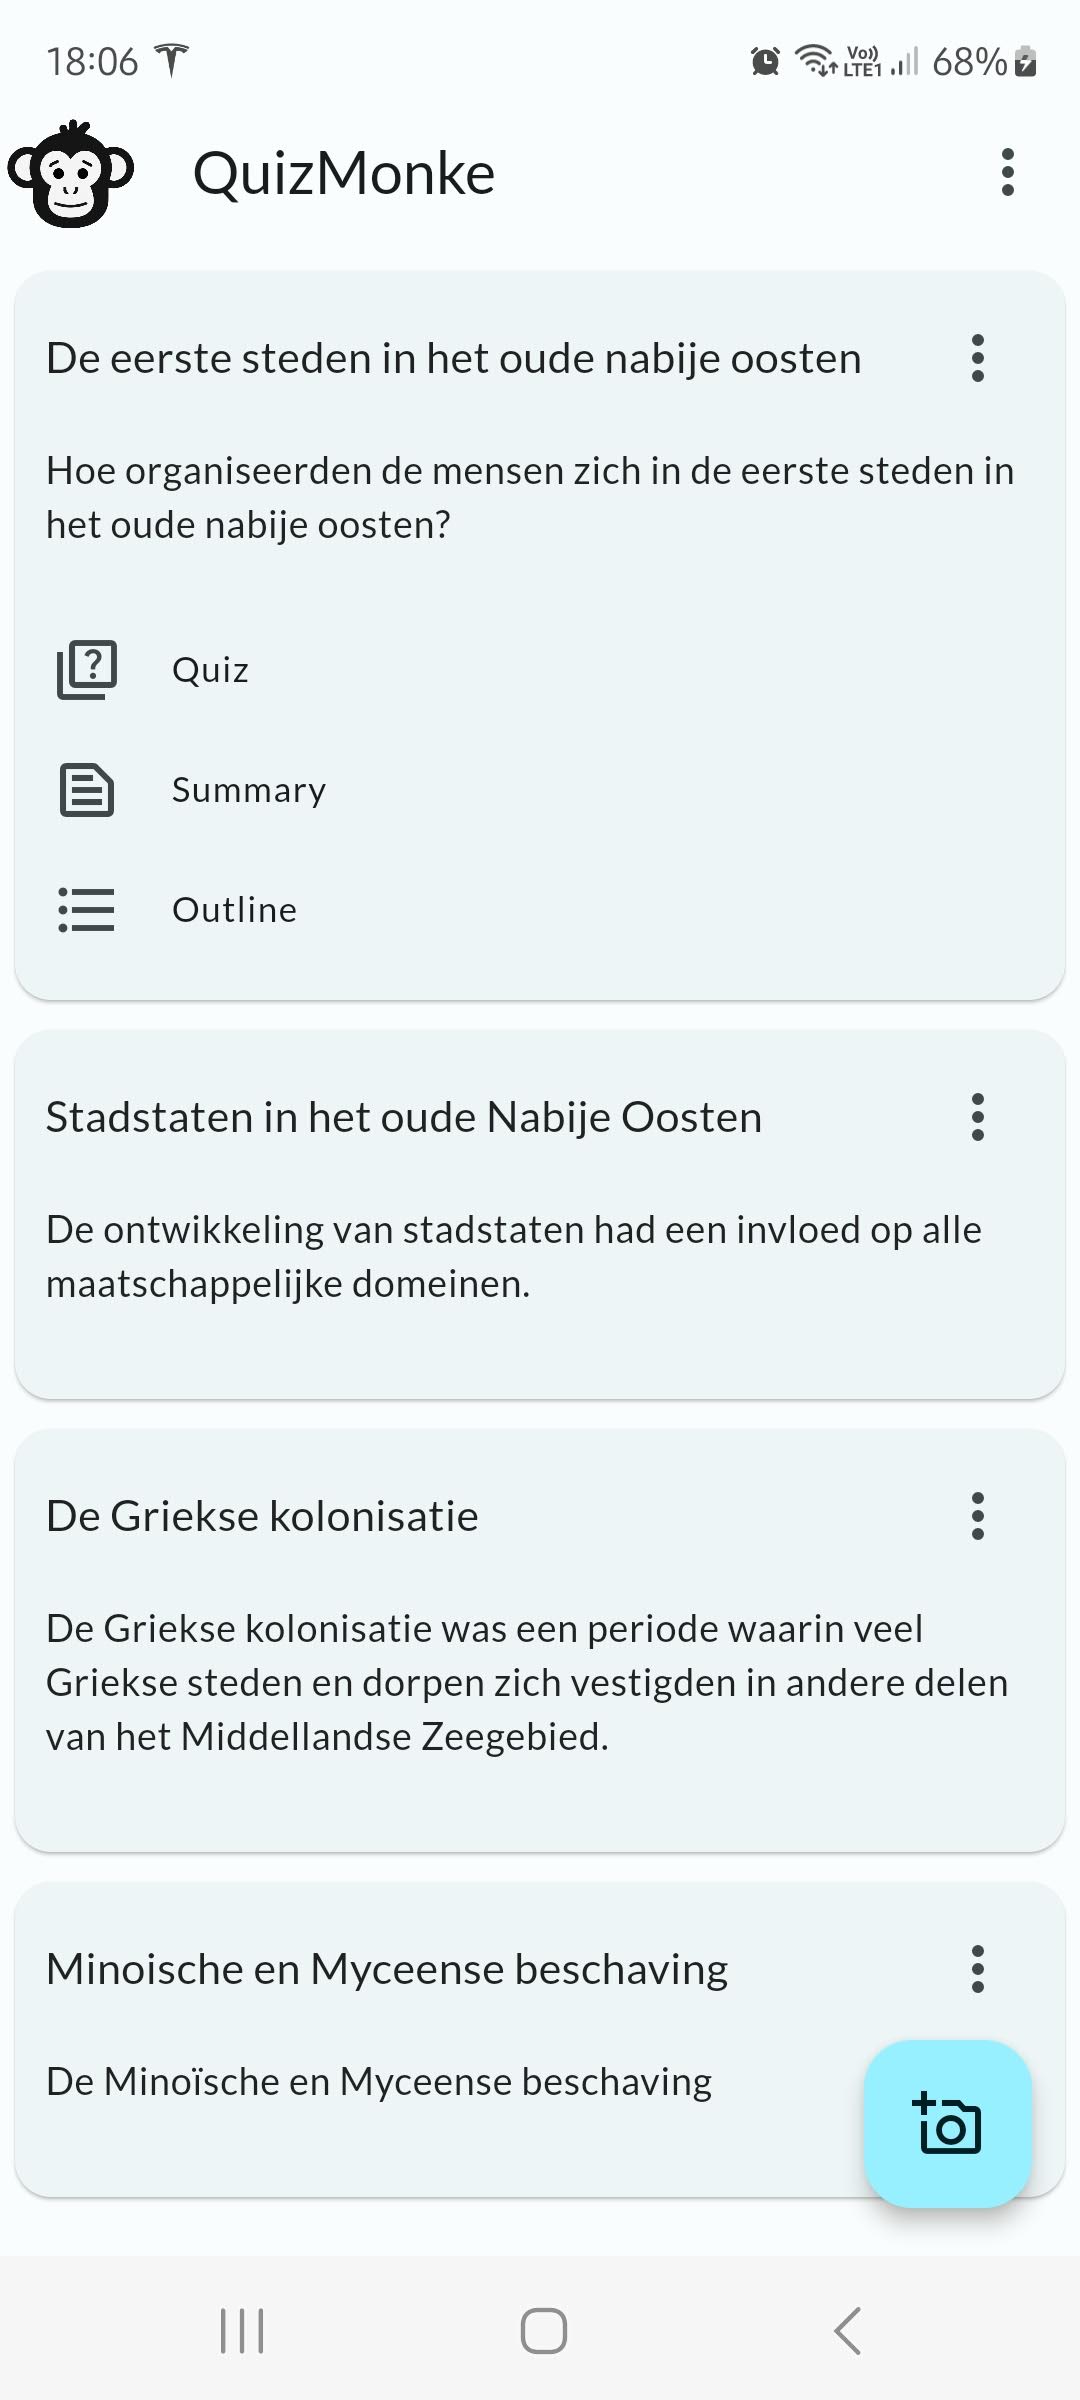 18:06
Vo))
LTE1
68%
QuizMonke
De eerste steden in het oude nabije oosten
Hoe organiseerden de mensen zich in de eerste steden in
het oude nabije oosten?
?
Quiz
Summary
Outline
Stadstaten in het oude Nabije Oosten
De ontwikkeling van stadstaten had een invloed op alle
maatschappelijke domeinen.
De Griekse kolonisatie
De Griekse kolonisatie was een periode waarin veel
Griekse steden en dorpen zich vestigden in andere delen
van het Middellandse Zeegebied.
Minoische en Myceense beschaving
De Minoïsche en Myceense beschaving